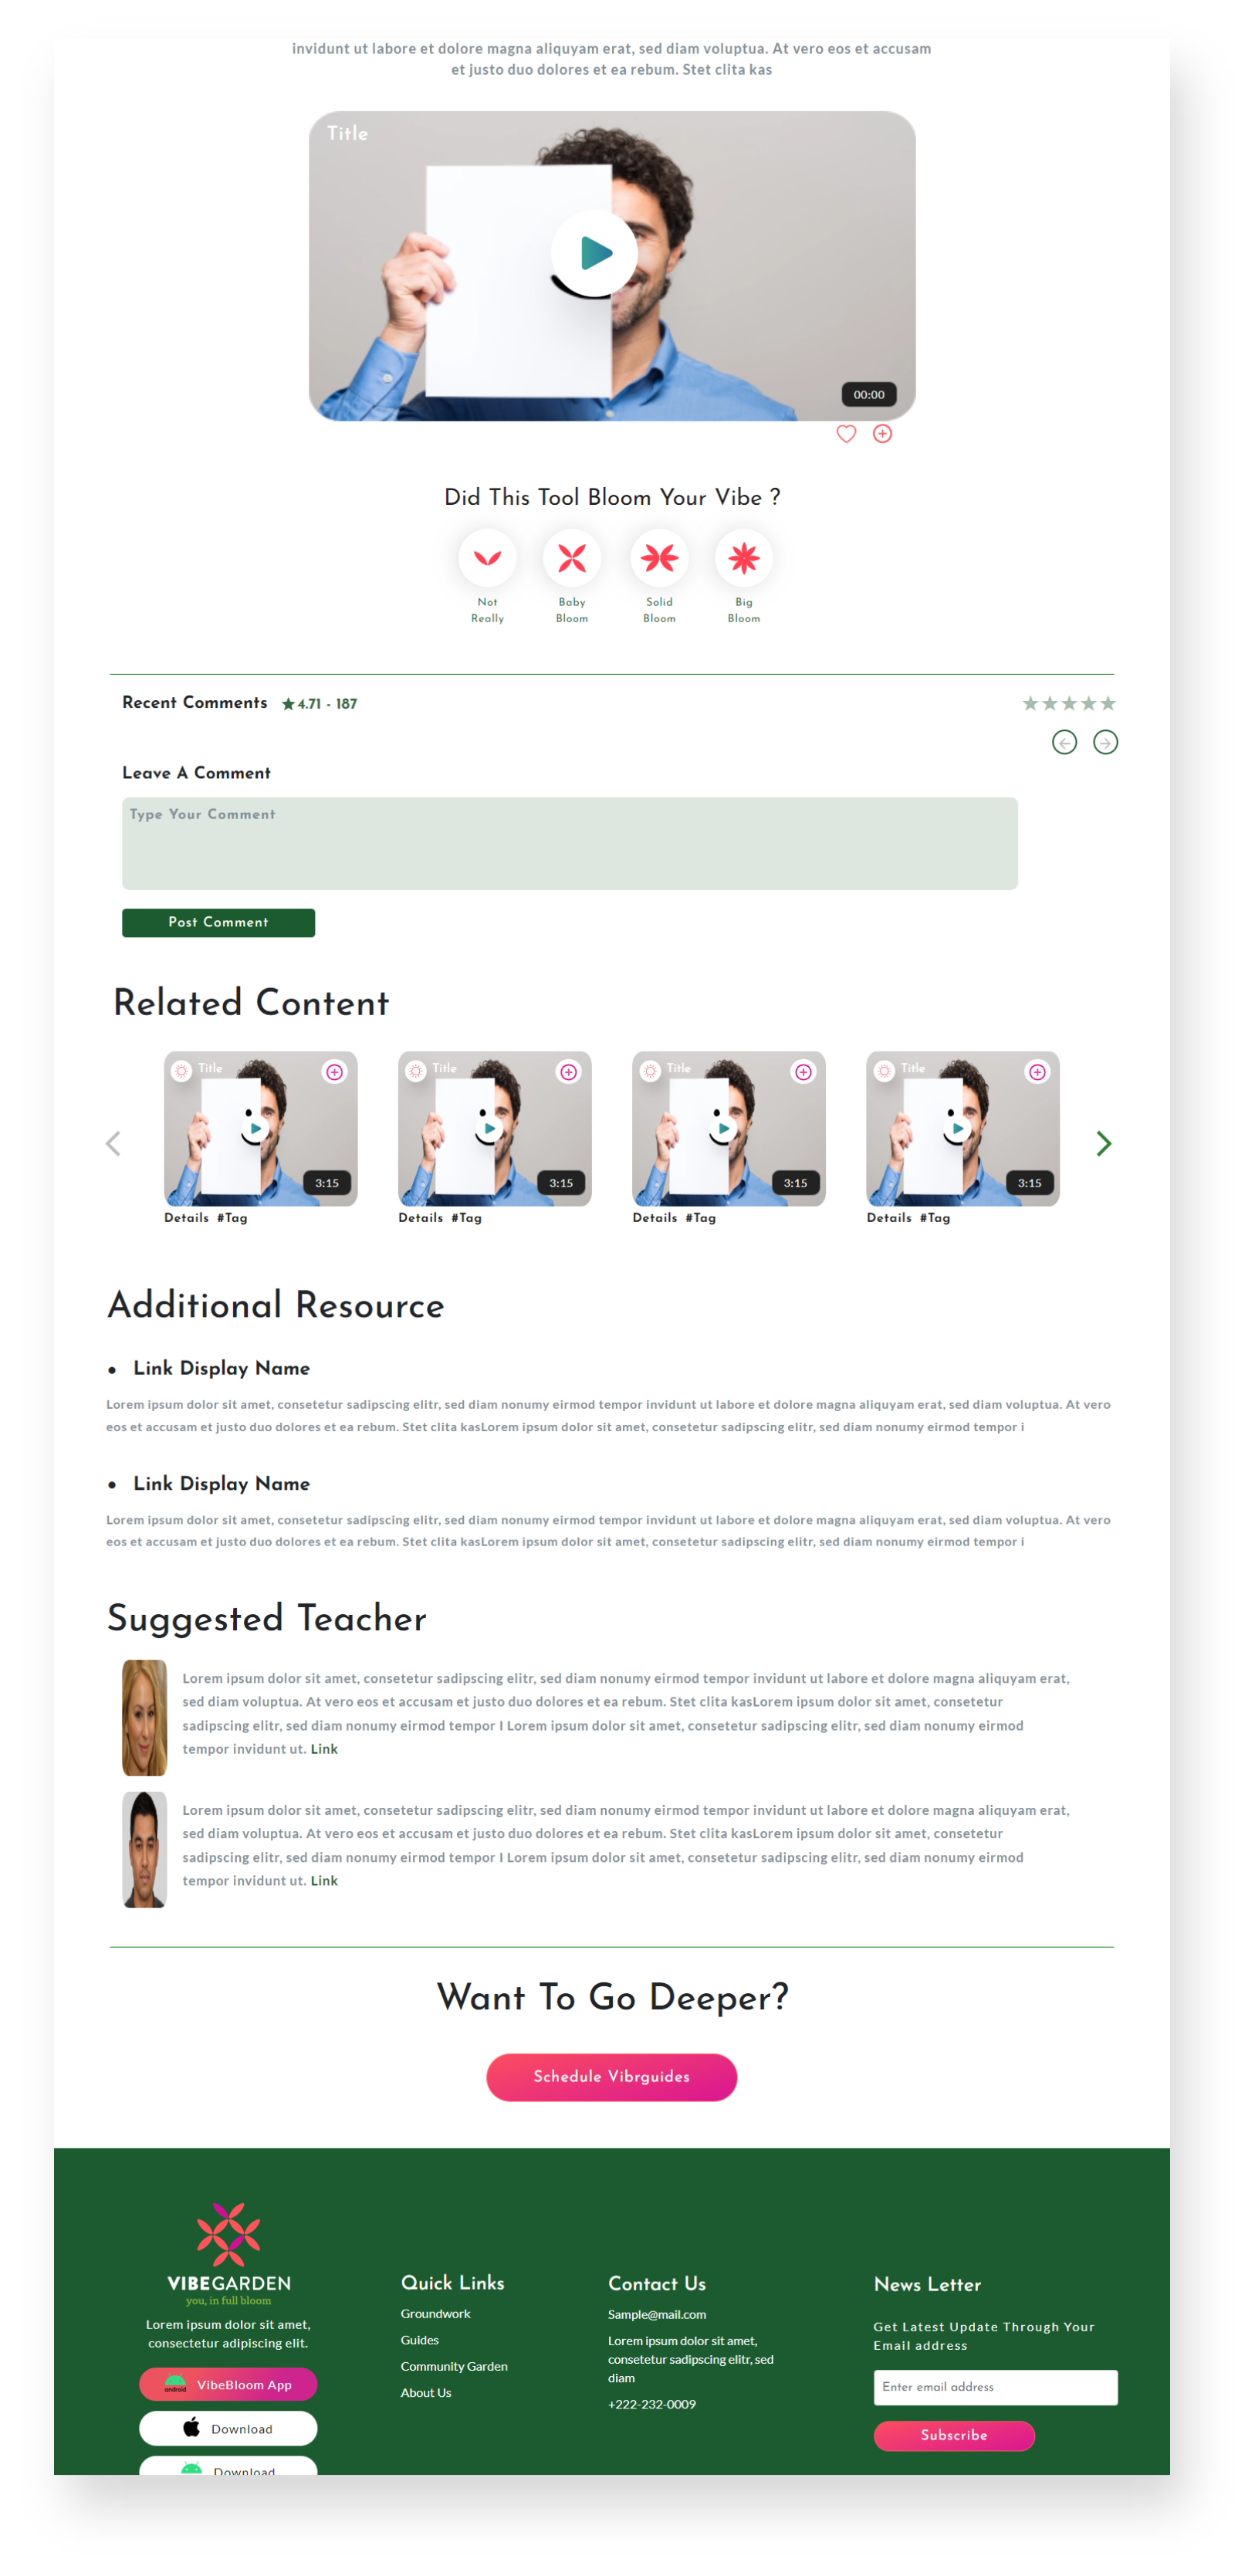 invidunt ut labore et dolore magna aliquyam erat, sed diam voluptua. At vero eos et accusam
et justo duo dolores et ea rebum. Stet clita kas
Title
00:00
Did This Tool Bloom Your Vibe ?
Not Really
Baby Bloom
Solid Bloom
Big Bloom
Recent Comments ★4.71 - 187
Leave A Comment
Type Your Comment
Post Comment
Related Content
Title
3:15
Details #Tag
Title
3:15
Details #Tag
Title
3:15
Details #Tag
Title
3:15
Details #Tag
Additional Resource
• Link Display Name
Lorem ipsum dolor sit amet, consetetur sadipscing elitr, sed diam nonumy eirmod tempor invidunt ut labore et dolore magna aliquyam erat, sed diam voluptua. At vero
eos et accusam et justo duo dolores et ea rebum. Stet clita kasLorem ipsum dolor sit amet, consetetur sadipscing elitr, sed diam nonumy eirmod tempor i
• Link Display Name
Lorem ipsum dolor sit amet, consetetur sadipscing elitr, sed diam nonumy eirmod tempor invidunt ut labore et dolore magna aliquyam erat, sed diam voluptua. At vero
eos et accusam et justo duo dolores et ea rebum. Stet clita kasLorem ipsum dolor sit amet, consetetur sadipscing elitr, sed diam nonumy eirmod tempor i
Suggested Teacher
Lorem ipsum dolor sit amet, consetetur sadipscing elitr, sed diam nonumy eirmod tempor invidunt ut labore et dolore magna aliquyam erat,
sed diam voluptua. At vero eos et accusam et justo duo dolores et ea rebum. Stet clita kasLorem ipsum dolor sit amet, consetetur
sadipscing elitr, sed diam nonumy eirmod tempor I Lorem ipsum dolor sit amet, consetetur sadipscing elitr, sed diam nonumy eirmod
tempor invidunt ut. Link
Lorem ipsum dolor sit amet, consetetur sadipscing elitr, sed diam nonumy eirmod tempor invidunt ut labore et dolore magna aliquyam erat,
sed diam voluptua. At vero eos et accusam et justo duo dolores et ea rebum. Stet clita kasLorem ipsum dolor sit amet, consetetur
sadipscing elitr, sed diam nonumy eirmod tempor I Lorem ipsum dolor sit amet, consetetur sadipscing elitr, sed diam nonumy eirmod
tempor invidunt ut. Link
Want To Go Deeper?
Schedule Vibrguides
VIBEGARDEN
you, in full bloom
Lorem ipsum dolor sit amet,
consectetur adipiscing elit.
android
VibeBloom App
Download
Download
Quick Links
Groundwork
Guides
Community Garden
About Us
Contact Us
Sample@mail.com
Lorem ipsum dolor sit amet,
consetetur sadipscing elitr, sed
diam
+222-232-0009
News Letter
Get Latest Update Through Your
Email address
Enter email address
Subscribe